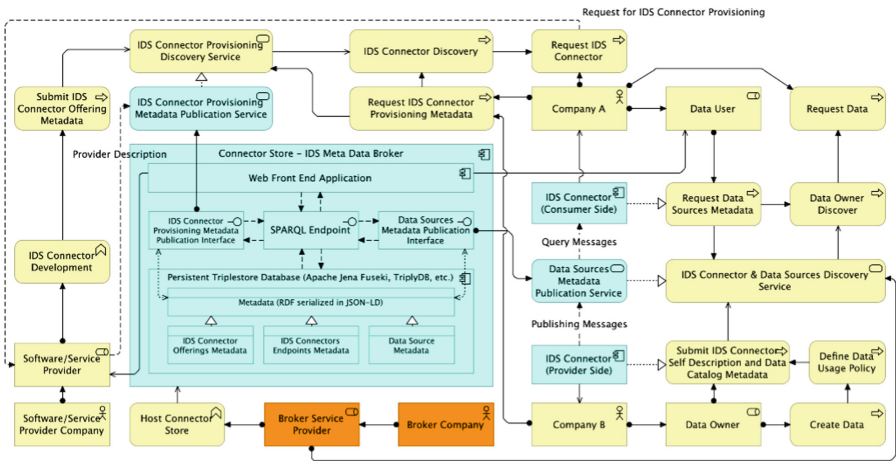 Request for IDS Connector Provisioning
IDS Connector Provisioning
Discovery Service
IDS Connector Discovery
Request IDS
Connector
Submit IDS
Connector Offering
Metadata
IDS Connector Provisioning
Metadata Publication Service
Request IDS Connector
Provisioning Metadata
Company A
Data User
Request Data
Provider Description
Connector Store - IDS Meta Data Broker
Web Front End Application
IDS Connector
(Consumer Side)
Request Data
Sources Metadata
Data Owner
Discover
IDS Connector
Provisioning Metadata
Publication Interface
SPARQL Endpoint
Data Sources
Metadata Publication
Interface
Query Messages
IDS Connector
Development
Persistent Triplestore Database (Apache Jena Fuseki, TriplyDB, etc.)
Data Sources
Metadata
Publication Service
IDS Connector & Data Sources Discovery
Service
Metadata (RDF serialized in JSON-LD)
Publishing Messages
IDS Connector
Offerings Metadata
IDS Connectors
Endpoints Metadata
Data Source
Metadata
Software/Service
Provider
IDS Connector
(Provider Side)
Submit IDS Connector
Self Description and Data
Catalog Metadata
Define Data
Usage Policy
Software/Service
Provider Company
Host Connector
Store
Broker Service
Provider
Broker Company
Company B
Data Owner
Create Data